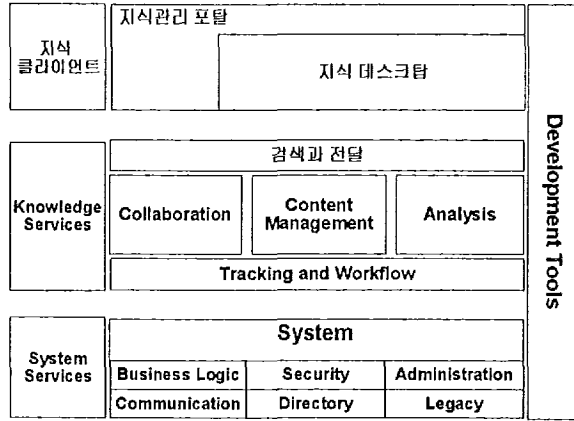 지식
클라이언트
지식관리 포탈
지식 데스크탑
Knowledge
Services
검색과 전달
Collaboration
Content
Management
Analysis
Tracking and Workflow
System
Services
System
Business Logic
Security
Administration
Communication
Directory
Legacy
Development Tools